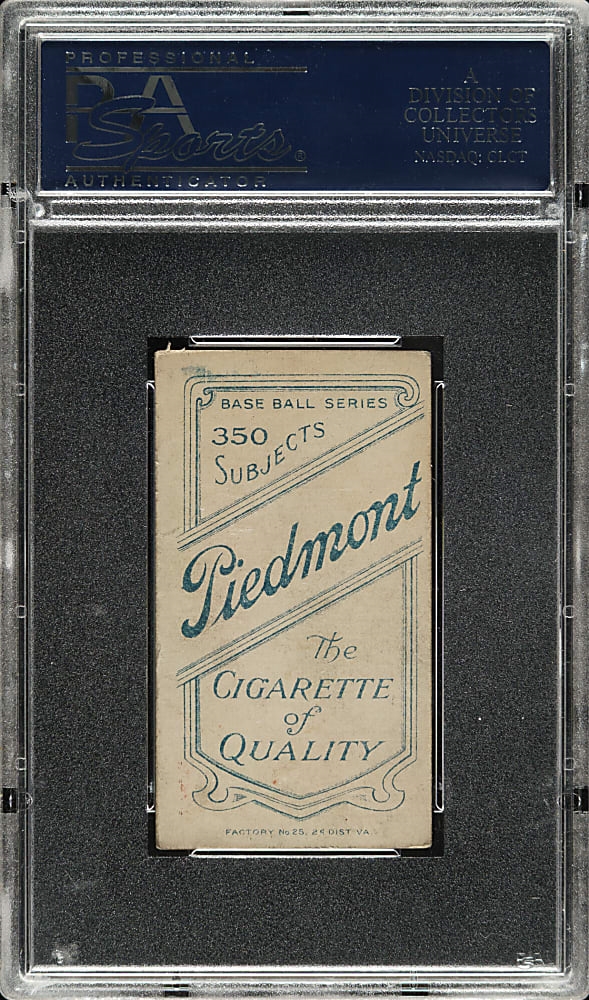 PROFESSIONAL
PSA
Sports®
AUTHENTICATOR
A
DIVISION OF
COLLECTORS
UNIVERSE
NASDAQ: CLCT
BASE BALL SERIES
350
SUBJECTS
Piedmont
The
CIGARETTE
of
QUALITY
FACTORY No 25, 2d DIST VA.